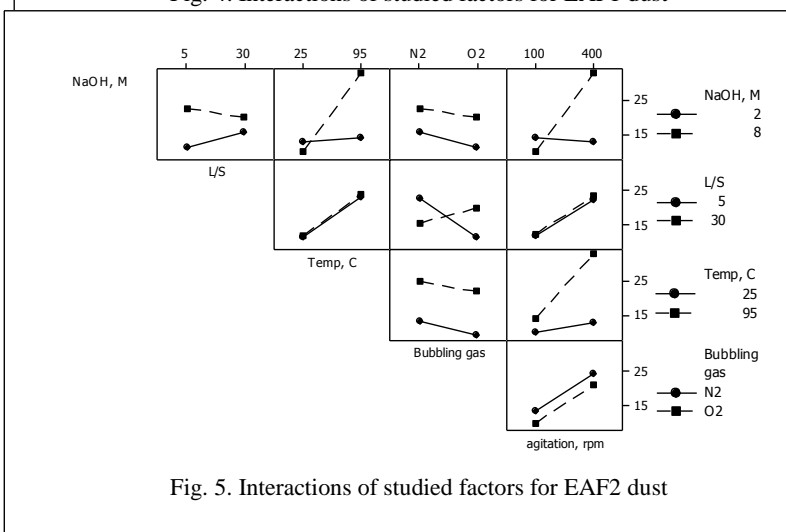 Fig. 4. Interactions of studied factors for EAF1 dust
5 30 25 95 N2 O2 100 400
NaOH, M
25
15
NaOH, M
2
8
L/S
25
15
L/S
5
30
Temp, C
25
15
Temp, C
25
95
Bubbling gas
25
15
Bubbling
gas
N2
O2
agitation, rpm
Fig. 5. Interactions of studied factors for EAF2 dust